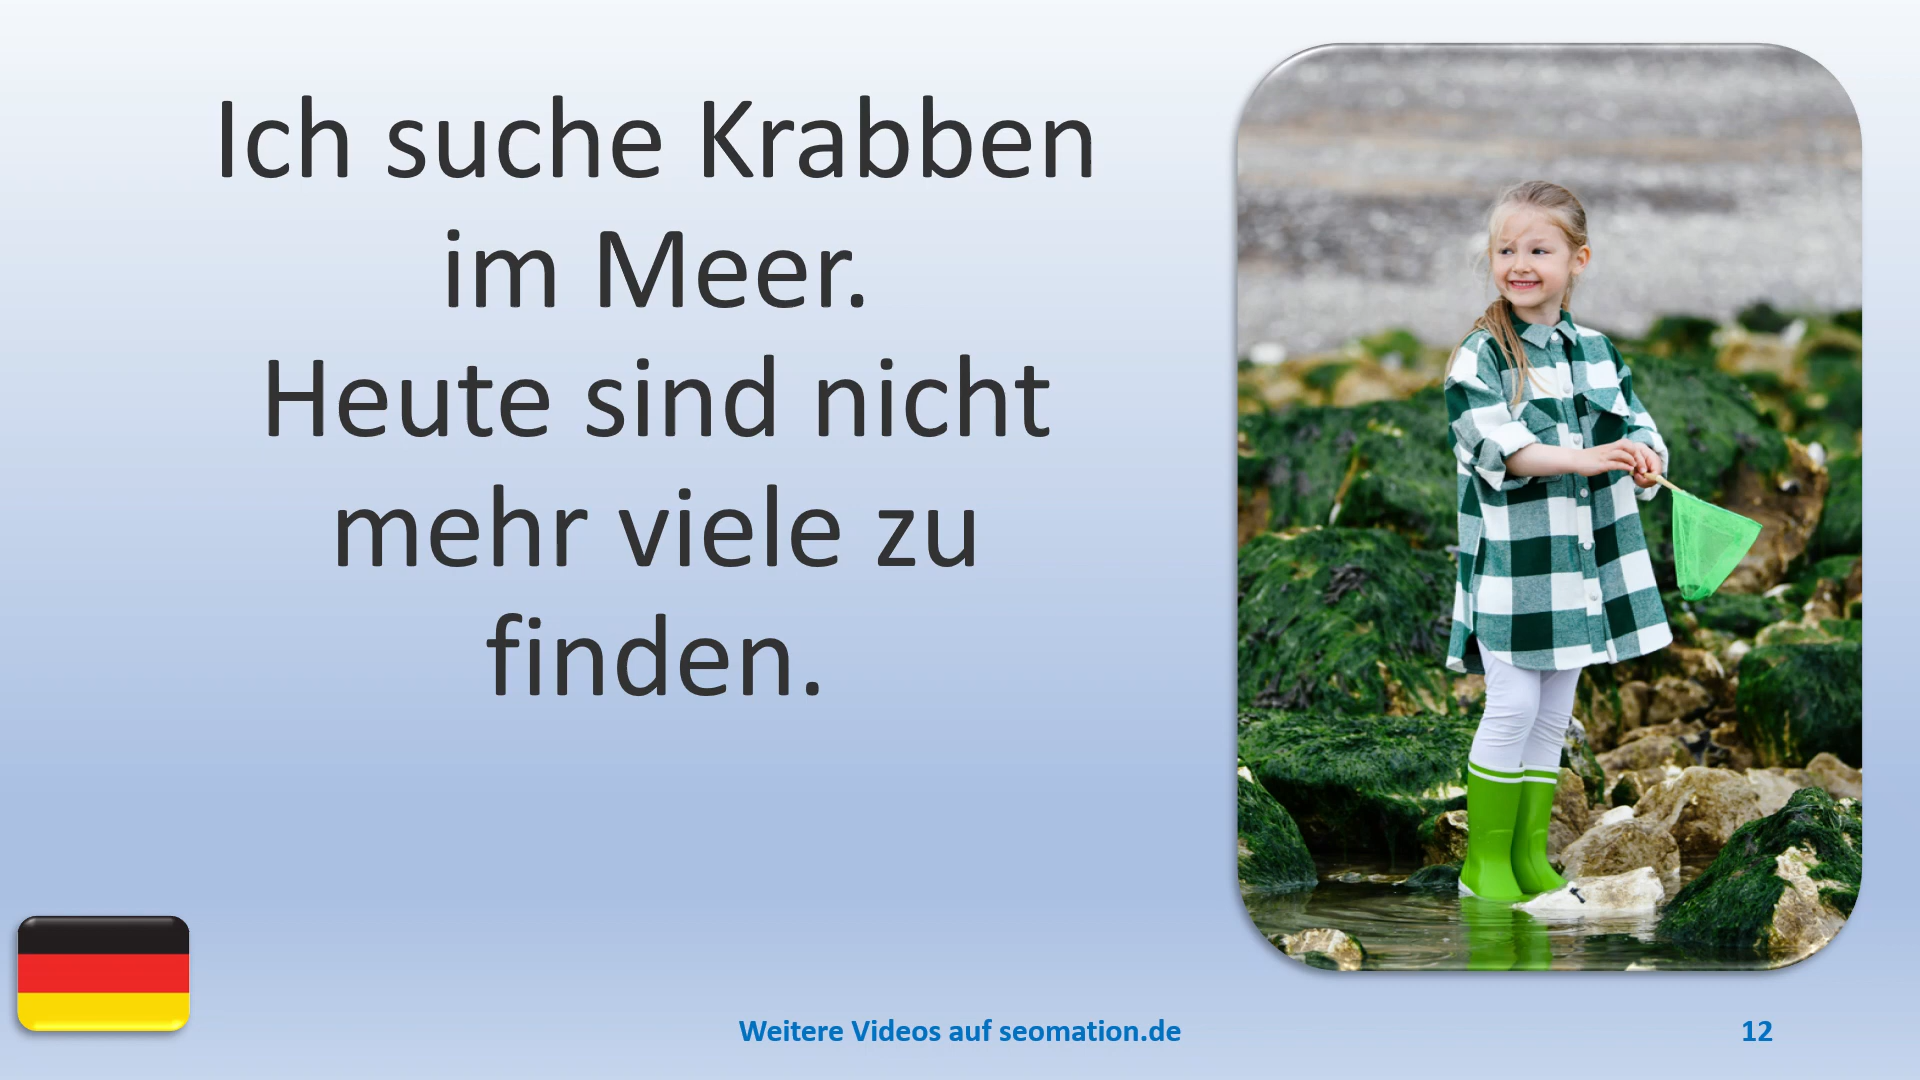 Ich suche Krabben
im Meer.
Heute sind nicht
mehr viele zu
finden.
Weitere Videos auf seomation.de
12